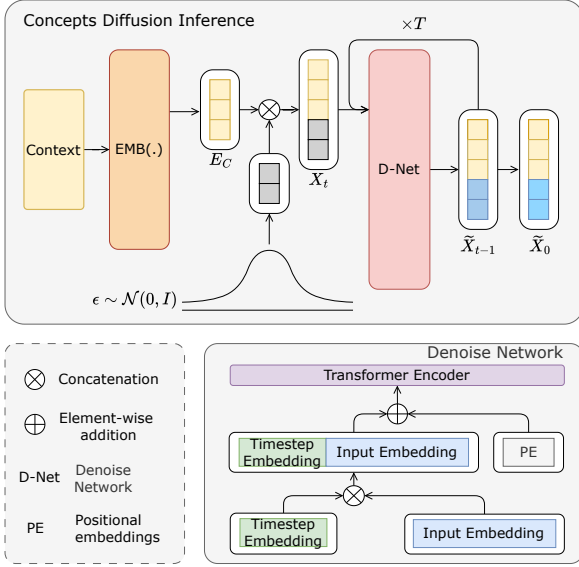 Concepts Diffusion Inference
×T
Context
EMB(.)
E_C
X_t
D-Net
X̃_{t−1}
X̃_0
ϵ ∼ 𝒩(0, I)
Concatenation
Element-wise
addition
D-Net
Denoise
Network
PE
Positional
embeddings
Denoise Network
Transformer Encoder
Timestep
Embedding
Input Embedding
PE
Timestep
Embedding
Input Embedding